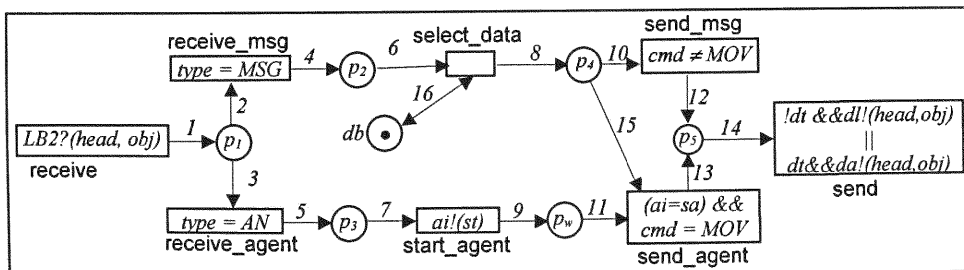 send_msg
receive_msg
select_data
4
6
8
10
type = MSG
p2
p4
cmd ≠ MOV
2
16
12
1
db
15
LB2?(head, obj)
p1
p5
14
!dt &&dl!(head,obj)
||
dt&&da!(head,obj)
receive
3
13
send
5
7
9
11
type = AN
p3
ai!(st)
pw
(ai=sa) &&
cmd = MOV
receive_agent
start_agent
send_agent